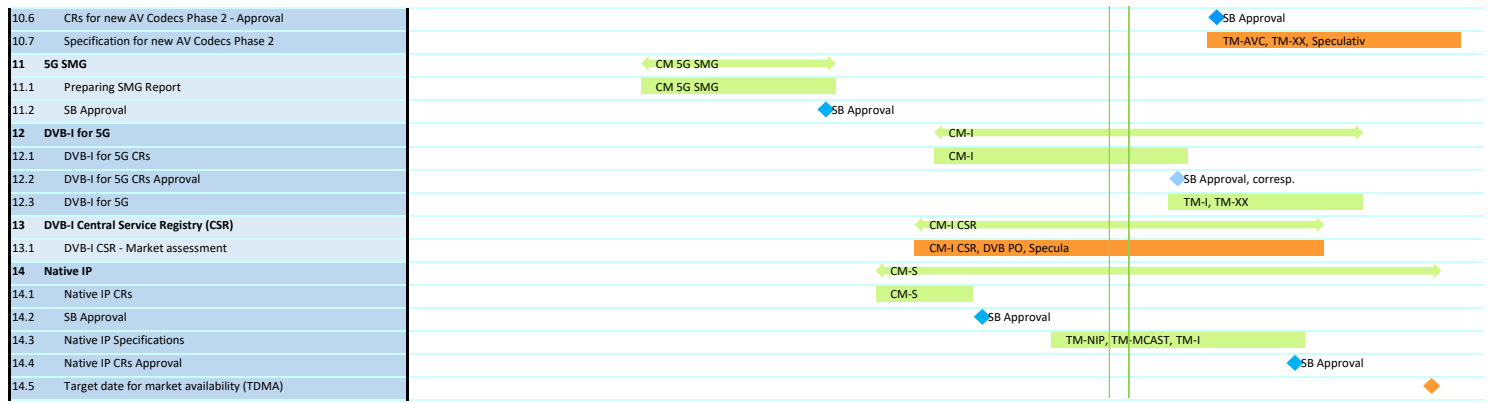 10.6 CRs for new AV Codecs Phase 2 - Approval SB Approval
10.7 Specification for new AV Codecs Phase 2 TM-AVC, TM-XX, Speculativ
11 5G SMG CM 5G SMG
11.1 Preparing SMG Report CM 5G SMG
11.2 SB Approval SB Approval
12 DVB-I for 5G CM-I
12.1 DVB-I for 5G CRs CM-I
12.2 DVB-I for 5G CRs Approval SB Approval, corresp.
12.3 DVB-I for 5G TM-I, TM-XX
13 DVB-I Central Service Registry (CSR) CM-I CSR
13.1 DVB-I CSR - Market assessment CM-I CSR, DVB PO, Specula
14 Native IP CM-S
14.1 Native IP CRs CM-S
14.2 SB Approval SB Approval
14.3 Native IP Specifications TM-NIP, TM-MCAST, TM-I
14.4 Native IP CRs Approval SB Approval
14.5 Target date for market availability (TDMA)